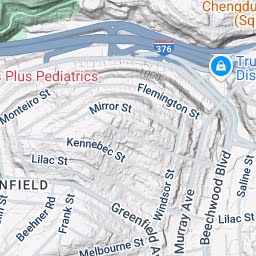 Chengdu
(Sq
376
Tru
Dis
s Plus Pediatrics
1000
Monteiro St
Mirror St
Flemington St
Kennebec St
Lilac St
Windsor St
Murray Ave
Beechwood Blvd
Saline St
NFIELD
Beehner Rd
Frank St
Greenfield Av
Lilac St
Melbourne St